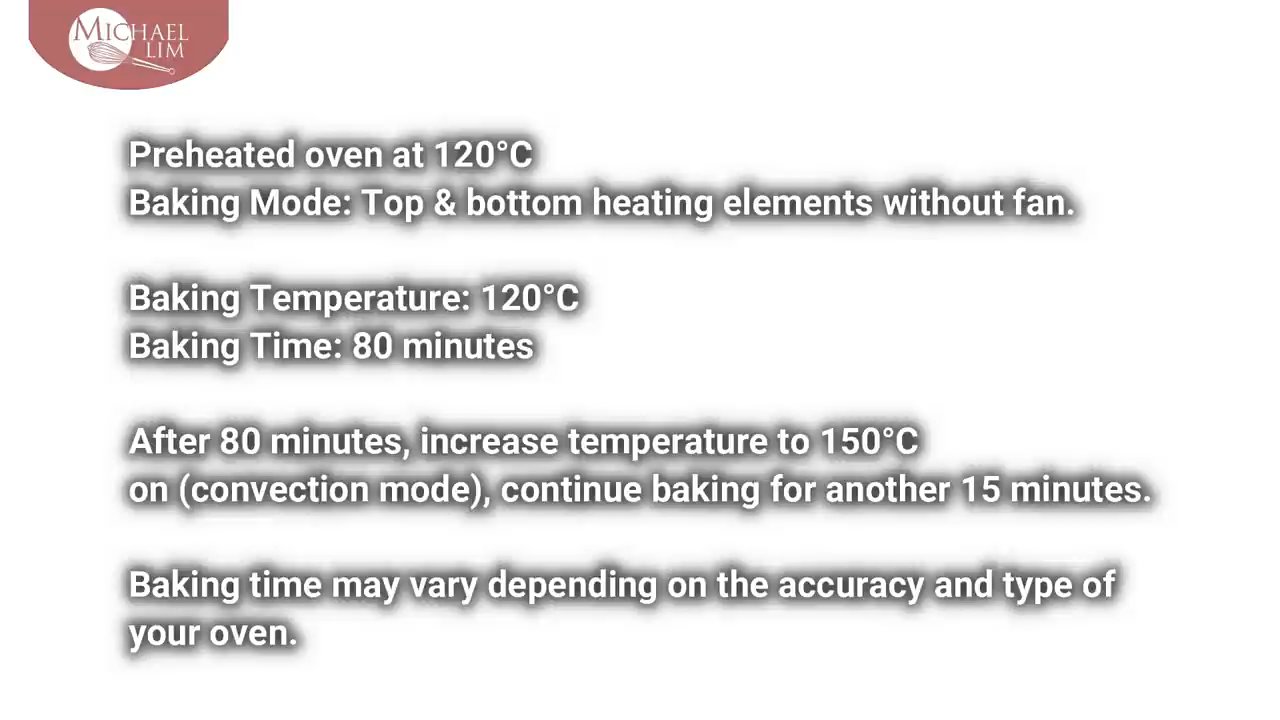 MICHAEL
LIM
Preheated oven at 120°C
Baking Mode: Top & bottom heating elements without fan.
Baking Temperature: 120°C
Baking Time: 80 minutes
After 80 minutes, increase temperature to 150°C
on (convection mode), continue baking for another 15 minutes.
Baking time may vary depending on the accuracy and type of
your oven.